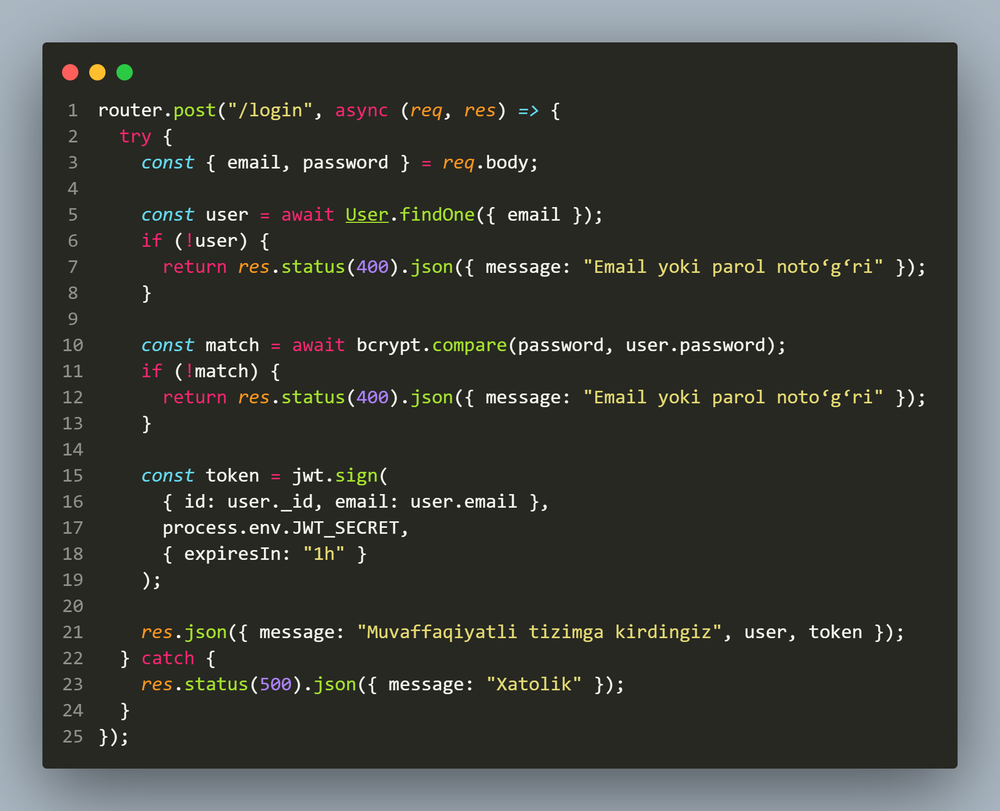 1 router.post("/login", async (req, res) => {
2   try {
3     const { email, password } = req.body;
4
5     const user = await User.findOne({ email });
6     if (!user) {
7       return res.status(400).json({ message: "Email yoki parol noto‘g‘ri" });
8     }
9
10     const match = await bcrypt.compare(password, user.password);
11     if (!match) {
12       return res.status(400).json({ message: "Email yoki parol noto‘g‘ri" });
13     }
14
15     const token = jwt.sign(
16       { id: user._id, email: user.email },
17       process.env.JWT_SECRET,
18       { expiresIn: "1h" }
19     );
20
21     res.json({ message: "Muvaffaqiyatli tizimga kirdingiz", user, token });
22   } catch {
23     res.status(500).json({ message: "Xatolik" });
24   }
25 });